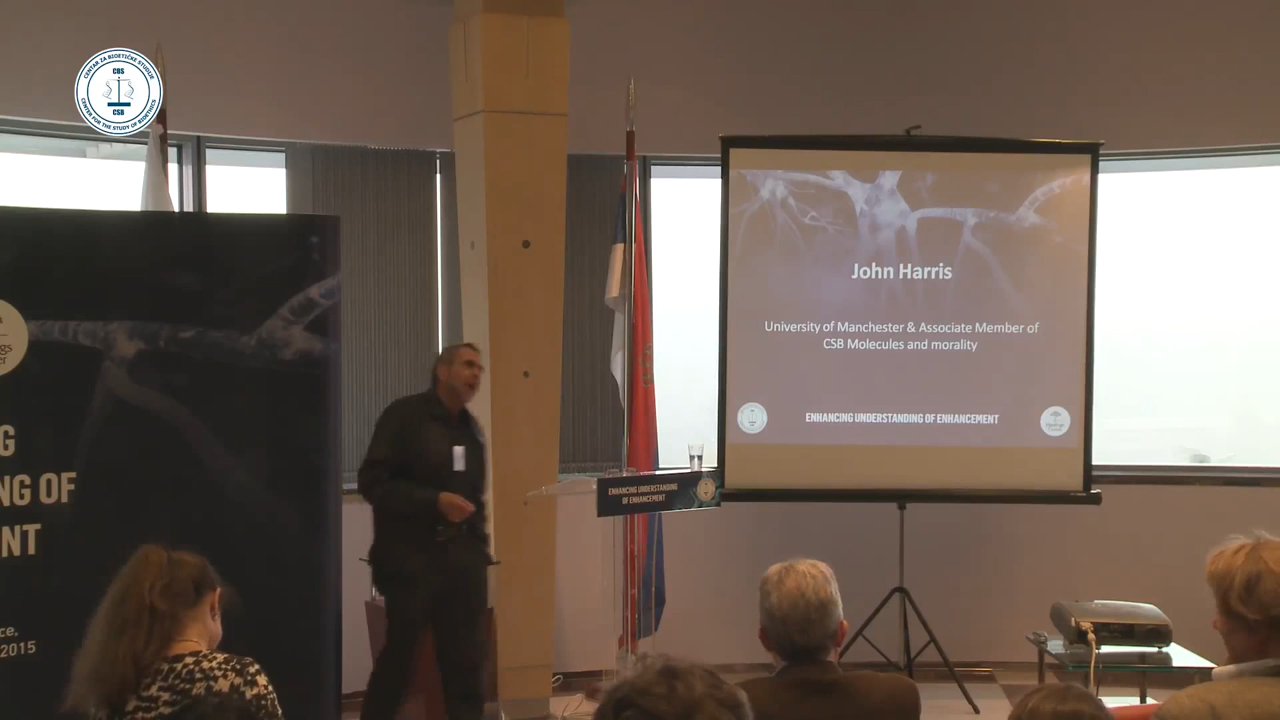 CENTAR ZA BIOETIČKE STUDIJE
CBS
CSB
CENTER FOR THE STUDY OF BIOETHICS
John Harris
University of Manchester & Associate Member of
CSB Molecules and morality
ENHANCING UNDERSTANDING OF ENHANCEMENT
ENHANCING UNDERSTANDING
OF ENHANCEMENT
G
NG OF
NT
ce,
2015